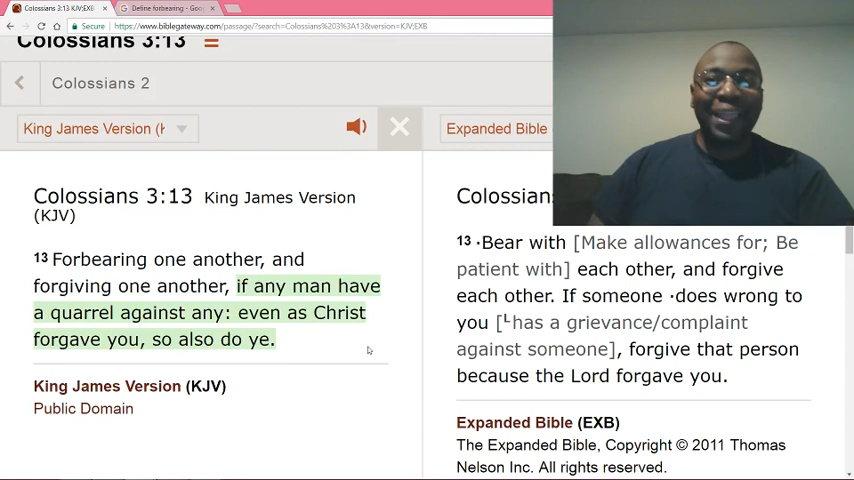 Colossians 3:13 KJV;EXB
Define forbearing - Goo
Secure
https://www.biblegateway.com/passage/?search=Colossians%203%3A13&version=KJV;EXB
Colossians 3:13
Colossians 2
King James Version (K
Expanded Bible
Colossians 3:13 King James Version
(KJV)
13 Forbearing one another, and
forgiving one another, if any man have
a quarrel against any: even as Christ
forgave you, so also do ye.
King James Version (KJV)
Public Domain
Colossians
13 ·Bear with [Make allowances for; Be
patient with] each other, and forgive
each other. If someone ·does wrong to
you [ᴸhas a grievance/complaint
against someone], forgive that person
because the Lord forgave you.
Expanded Bible (EXB)
The Expanded Bible, Copyright © 2011 Thomas
Nelson Inc. All rights reserved.